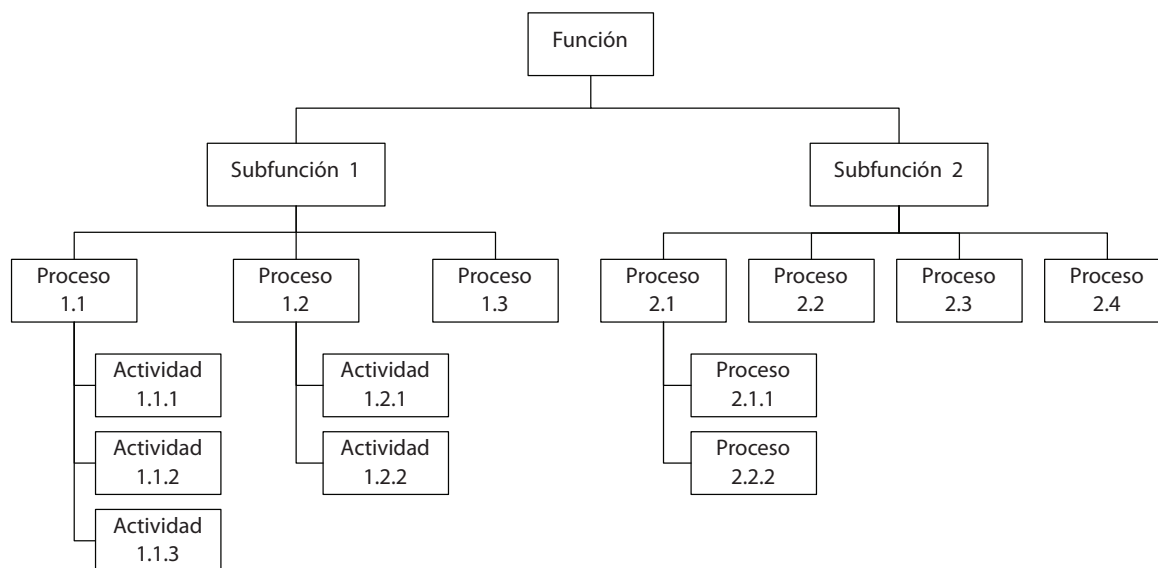 Función
Subfunción 1
Subfunción 2
Proceso
1.1
Proceso
1.2
Proceso
1.3
Proceso
2.1
Proceso
2.2
Proceso
2.3
Proceso
2.4
Actividad
1.1.1
Actividad
1.2.1
Proceso
2.1.1
Actividad
1.1.2
Actividad
1.2.2
Proceso
2.2.2
Actividad
1.1.3